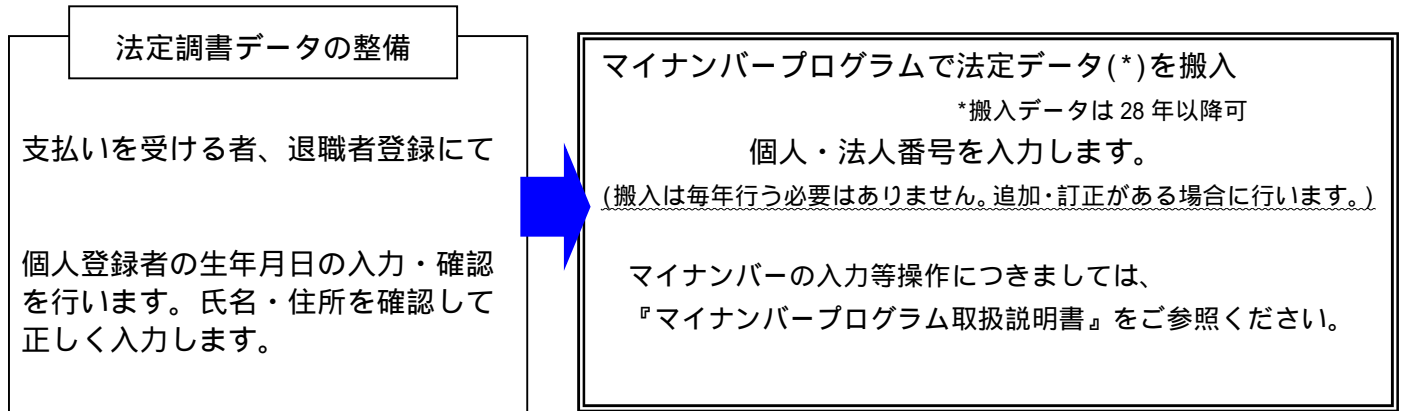 法定調書データの整備
支払いを受ける者、退職者登録にて
個人登録者の生年月日の入力・確認
を行います。氏名・住所を確認して
正しく入力します。
マイナンバープログラムで法定データ(*)を搬入
*搬入データは 28 年以降可
個人・法人番号を入力します。
(搬入は毎年行う必要はありません。追加・訂正がある場合に行います。)
マイナンバーの入力等操作につきましては、
『マイナンバープログラム取扱説明書』をご参照ください。